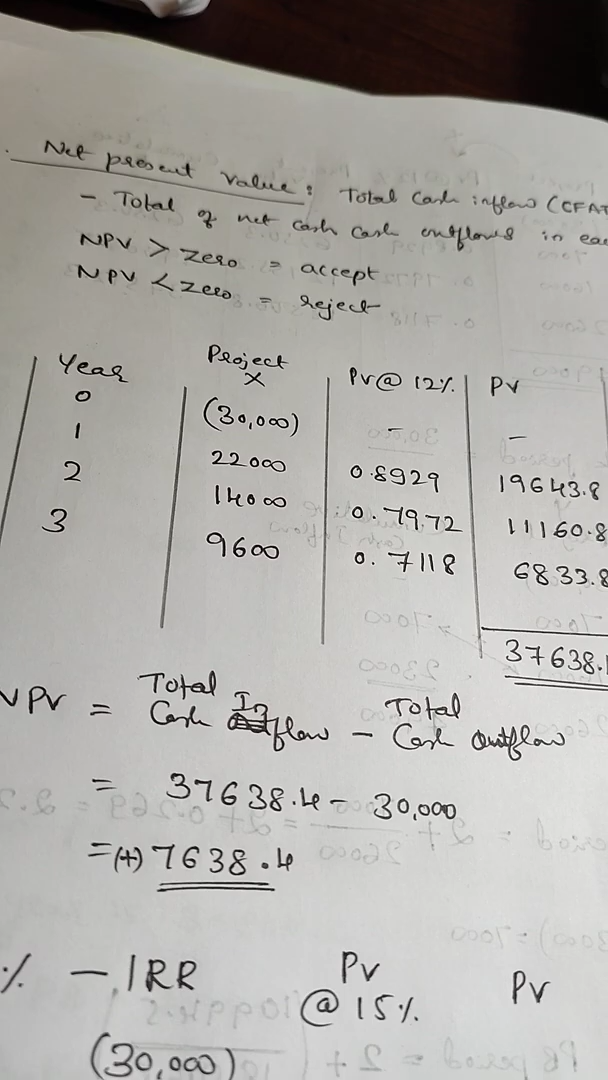 Net present value : Total Cash inflow (CFAT
- Total of net cash cash outflows in ea
NPV > Zero = accept
NPV < Zero = reject
Year Project X PV@ 12% PV
0 (30,000) - -
1 22000 0.8929 19643.8
2 14000 0.7972 11160.8
3 9600 0.7118 6833.8
37638.
NPV = Total Cash Inflow - Total Cash outflow
= 37638.4 - 30,000
= (+) 7638.4
% - IRR PV @ 15% PV
(30,000)